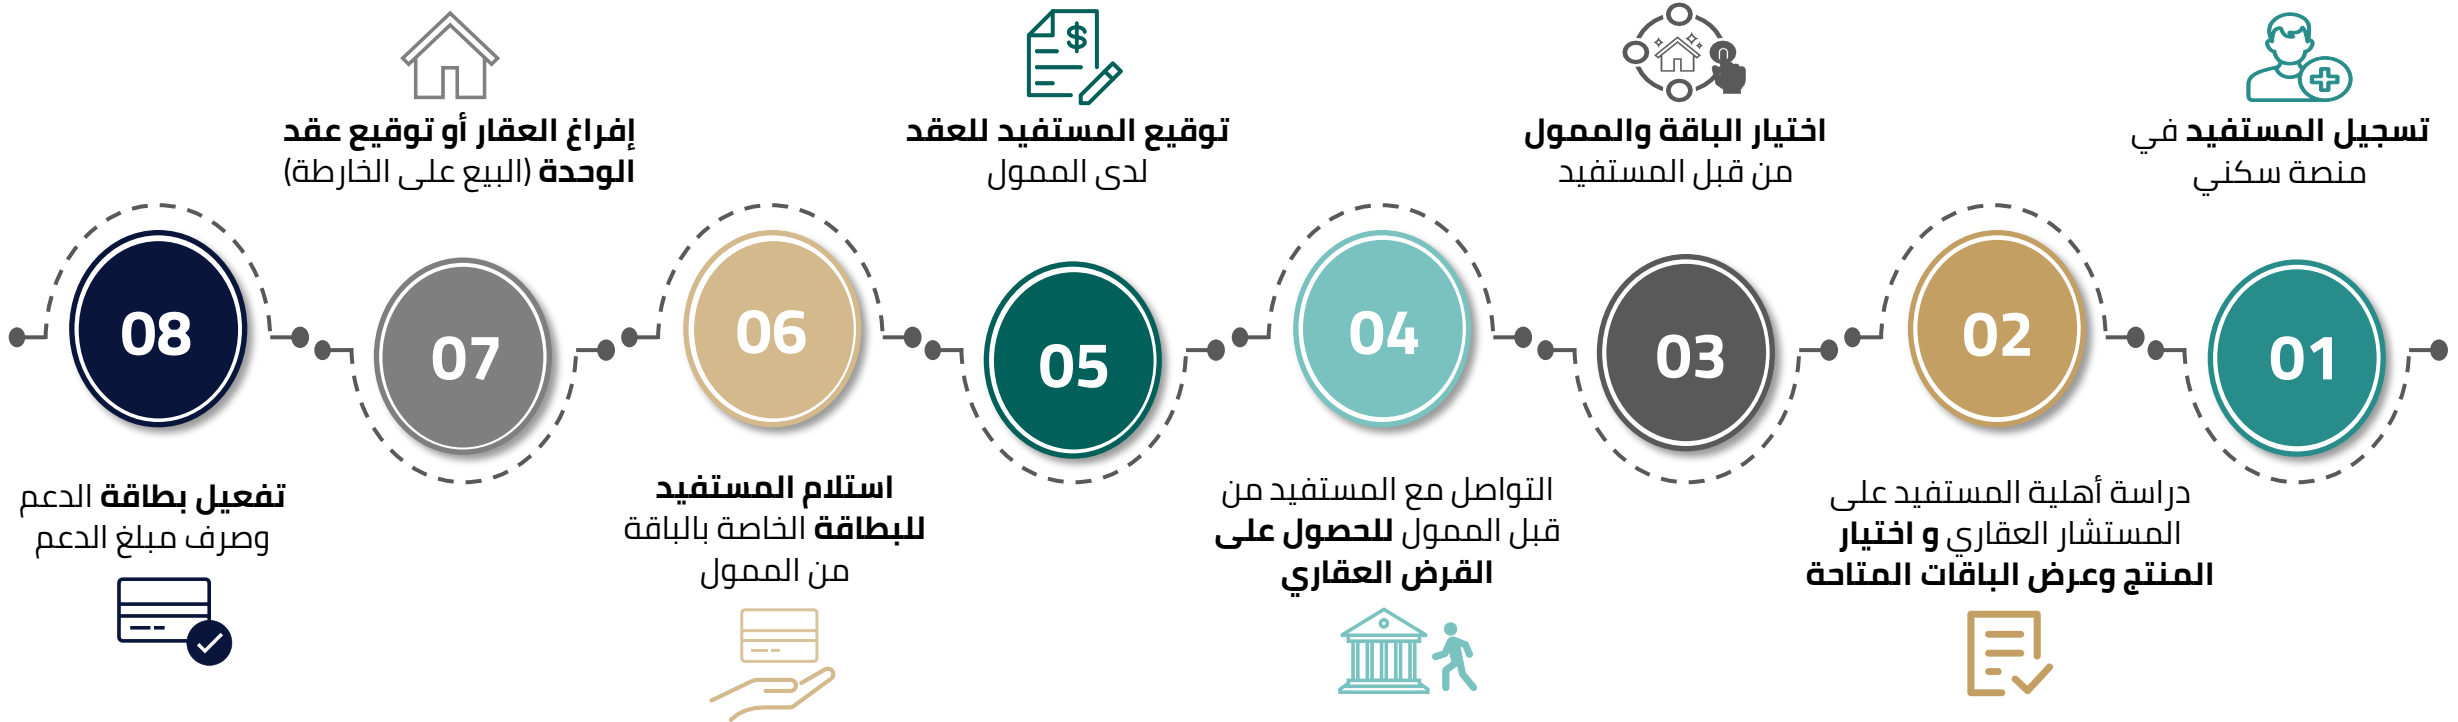 01
تسجيل المستفيد في
منصة سكني
02
دراسة أهلية المستفيد على
المستشار العقاري و اختيار
المنتج وعرض الباقات المتاحة
03
اختيار الباقة والممول
من قبل المستفيد
04
التواصل مع المستفيد من
قبل الممول للحصول على
القرض العقاري
05
توقيع المستفيد للعقد
لدى الممول
$
06
استلام المستفيد
للبطاقة الخاصة بالباقة
من الممول
07
إفراغ العقار أو توقيع عقد
الوحدة (البيع على الخارطة)
08
تفعيل بطاقة الدعم
وصرف مبلغ الدعم